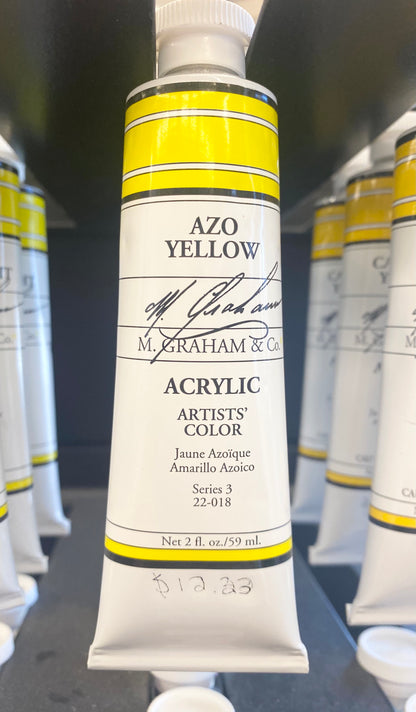 AZO
YELLOW
M. Graham
M. GRAHAM & Co.
ACRYLIC
ARTISTS'
COLOR
Jaune Azoïque
Amarillo Azoico
Series 3
22-018
Net 2 fl. oz./59 ml.
$12.23